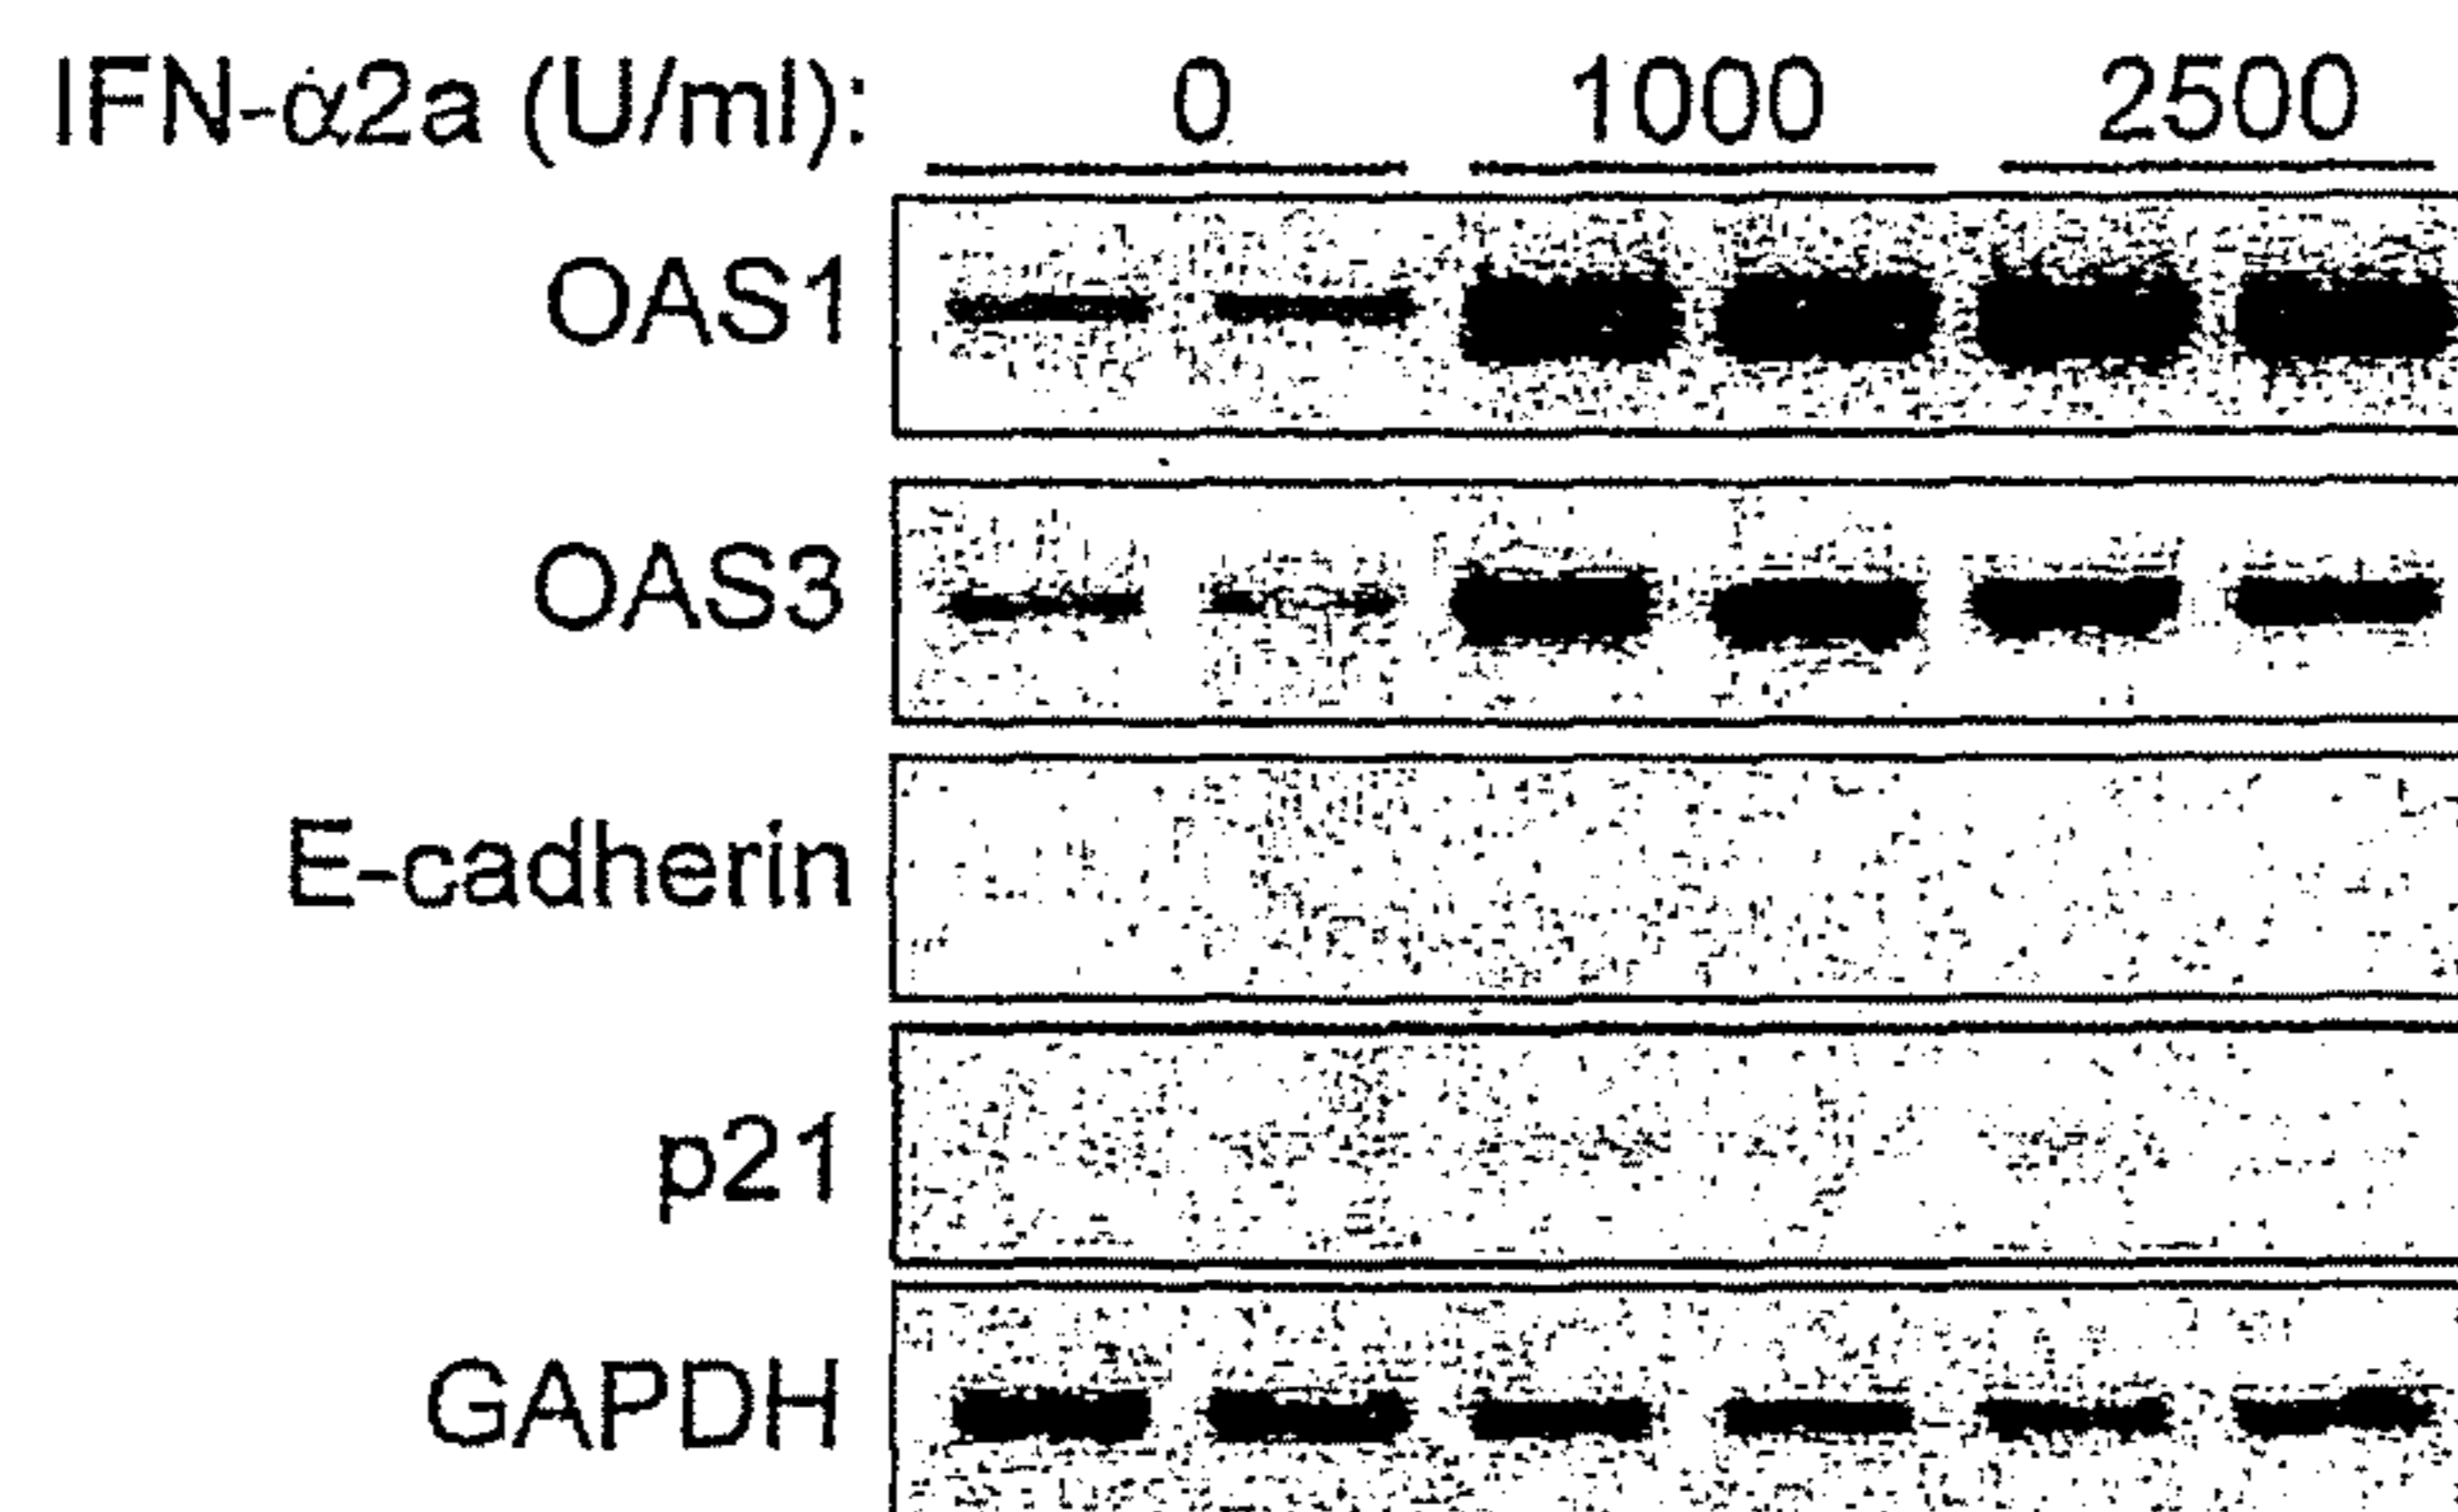 IFN-α2a (U/ml): 0 1000 2500
OAS1
OAS3
E-cadherin
p21
GAPDH